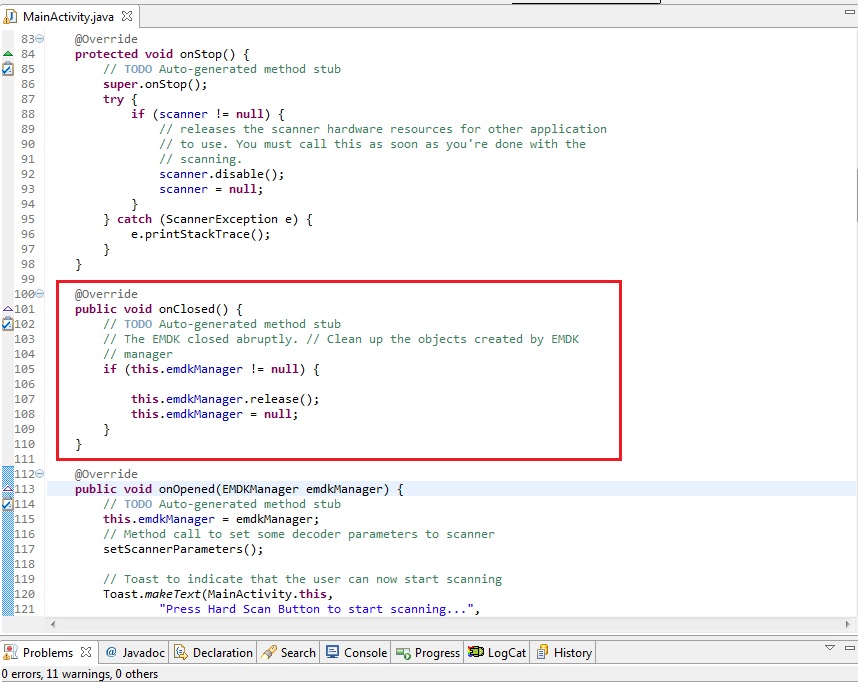 MainActivity.java
83 @Override
84 protected void onStop() {
85 // TODO Auto-generated method stub
86 super.onStop();
87 try {
88 if (scanner != null) {
89 // releases the scanner hardware resources for other application
90 // to use. You must call this as soon as you're done with the
91 // scanning.
92 scanner.disable();
93 scanner = null;
94 }
95 } catch (ScannerException e) {
96 e.printStackTrace();
97 }
98 }
99
100 @Override
101 public void onClosed() {
102 // TODO Auto-generated method stub
103 // The EMDK closed abruptly. // Clean up the objects created by EMDK
104 // manager
105 if (this.emdkManager != null) {
106
107 this.emdkManager.release();
108 this.emdkManager = null;
109 }
110 }
111
112 @Override
113 public void onOpened(EMDKManager emdkManager) {
114 // TODO Auto-generated method stub
115 this.emdkManager = emdkManager;
116 // Method call to set some decoder parameters to scanner
117 setScannerParameters();
118
119 // Toast to indicate that the user can now start scanning
120 Toast.makeText(MainActivity.this,
121 "Press Hard Scan Button to start scanning...",
Problems @ Javadoc Declaration Search Console Progress LogCat History
0 errors, 11 warnings, 0 others